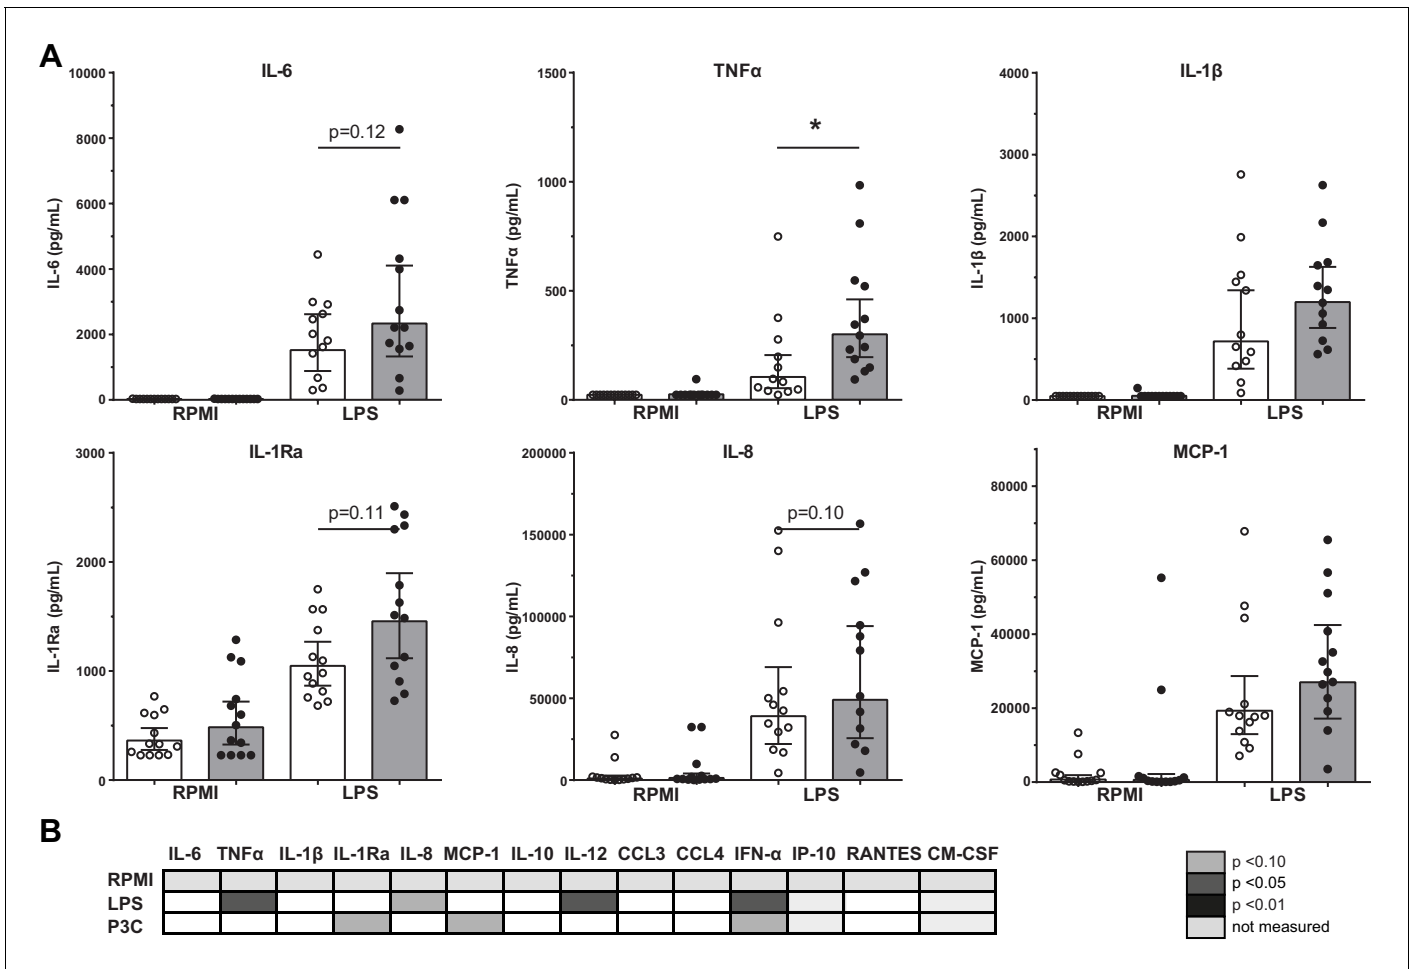 A
IL-6
IL-6 (pg/mL)
10000
8000
6000
4000
2000
0
p=0.12
RPMI LPS
TNFα
TNFα (pg/mL)
1500
1000
500
0
*
RPMI LPS
IL-1β
IL-1β (pg/mL)
4000
3000
2000
1000
0
RPMI LPS
IL-1Ra
IL-1Ra (pg/mL)
3000
2000
1000
0
p=0.11
RPMI LPS
IL-8
IL-8 (pg/mL)
200000
150000
100000
50000
0
p=0.10
RPMI LPS
MCP-1
MCP-1 (pg/mL)
80000
60000
40000
20000
0
RPMI LPS
B
IL-6 TNFα IL-1β IL-1Ra IL-8 MCP-1 IL-10 IL-12 CCL3 CCL4 IFN-α IP-10 RANTES CM-CSF
RPMI
LPS
P3C
p <0.10
p <0.05
p <0.01
not measured